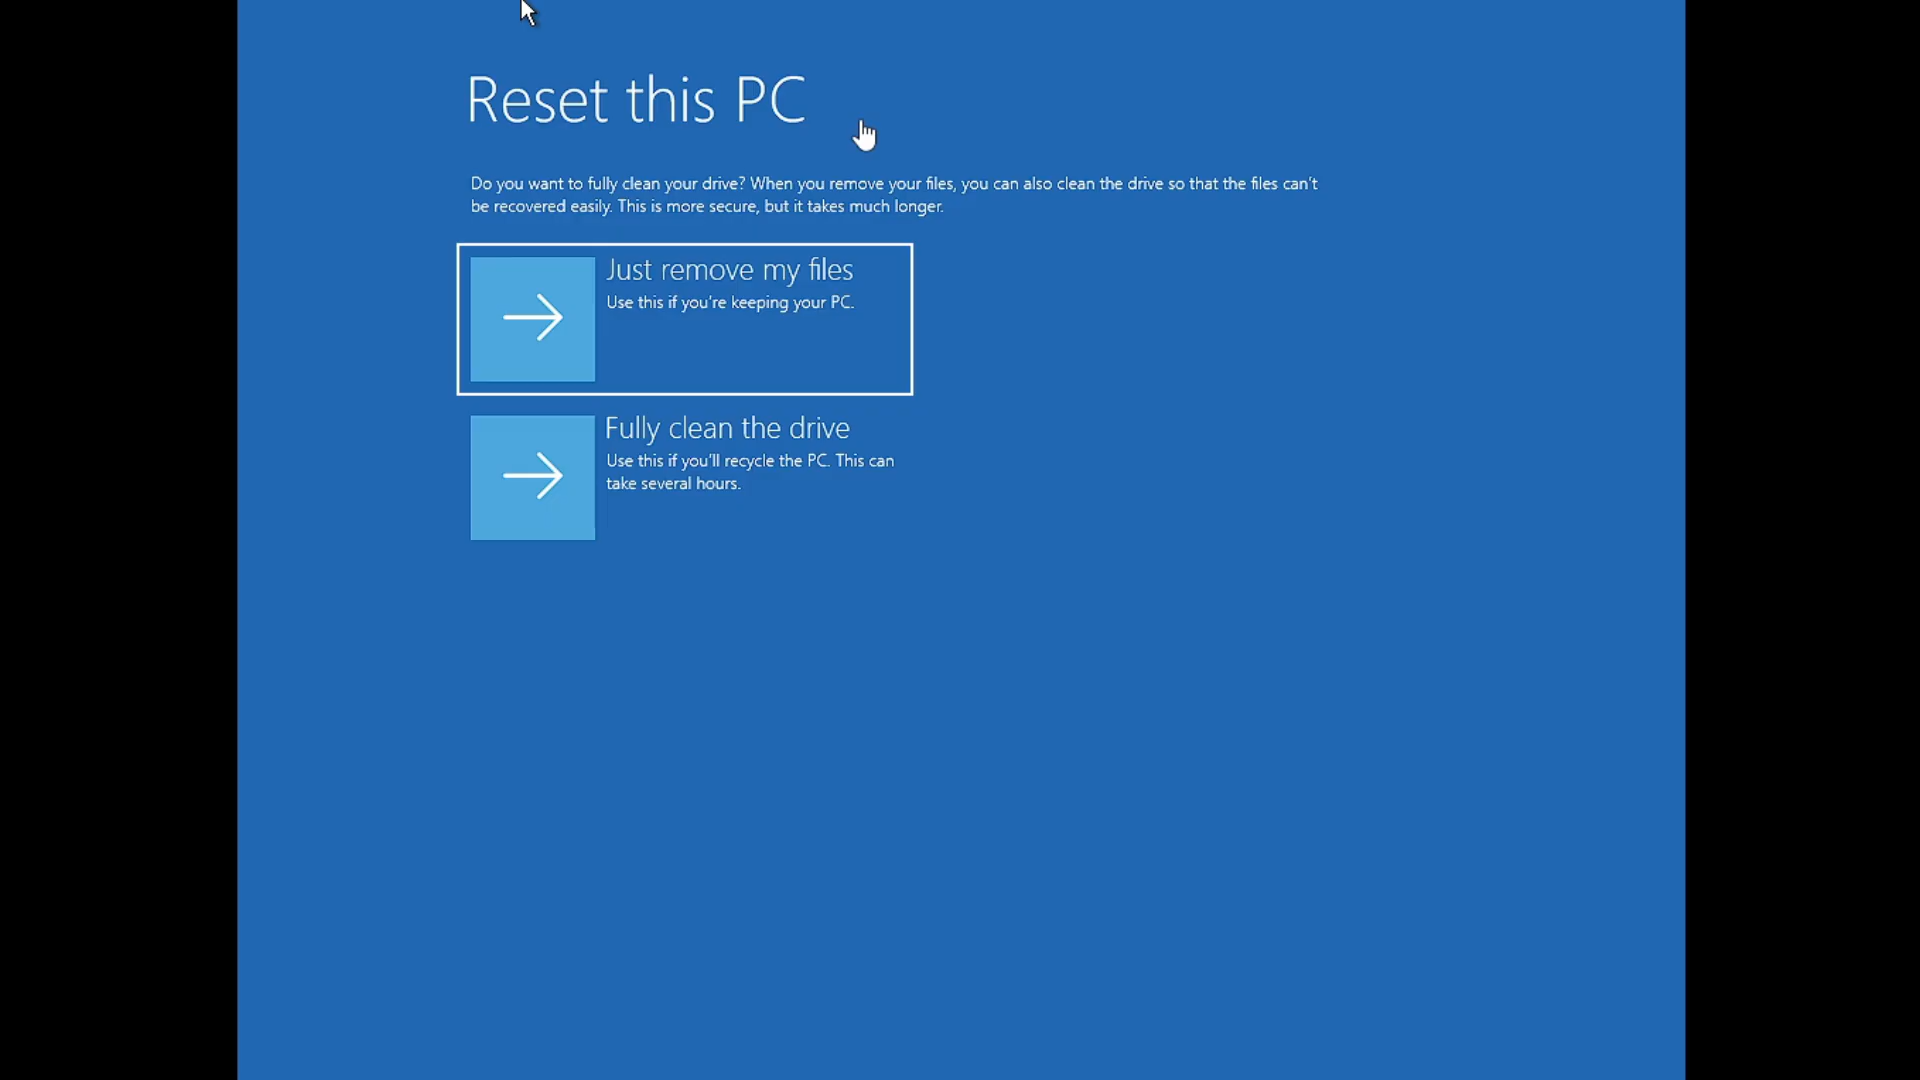 Reset this PC
Do you want to fully clean your drive? When you remove your files, you can also clean the drive so that the files can't
be recovered easily. This is more secure, but it takes much longer.
Just remove my files
Use this if you're keeping your PC.
Fully clean the drive
Use this if you'll recycle the PC. This can
take several hours.